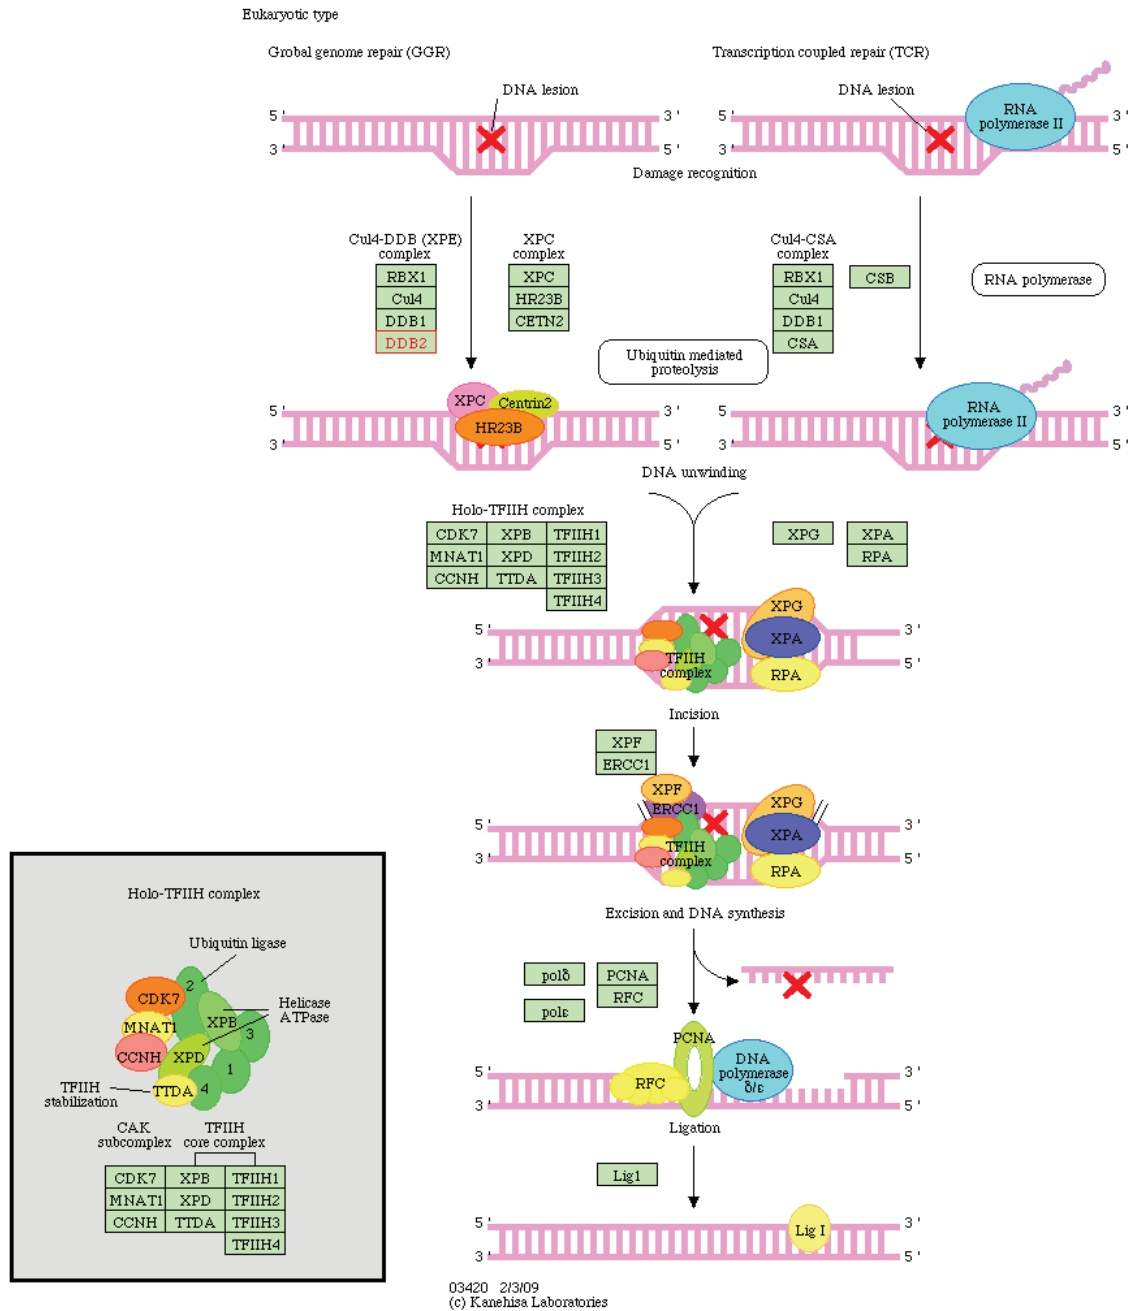 Eukaryotic type
Grobal genome repair (GGR)
Transcription coupled repair (TCR)
DNA lesion
DNA lesion
RNA
polymerase II
5 '
3 '
5 '
3 '
3 '
5 '
3 '
5 '
Damage recognition
Cul4-DDB (XPE)
complex
RBX1
Cul4
DDB1
DDB2
XPC
complex
XPC
HR23B
CETN2
Cul4-CSA
complex
RBX1
Cul4
DDB1
CSA
CSB
RNA polymerase
Ubiquitin mediated
proteolysis
XPC
Centrin2
HR23B
RNA
polymerase II
5 '
3 '
5 '
3 '
3 '
5 '
3 '
5 '
DNA unwinding
Holo-TFIIH complex
CDK7 XPB TFIIH1
MNAT1 XPD TFIIH2
CCNH TTDA TFIIH3
TFIIH4
XPG
XPA
RPA
XPG
XPA
RPA
TFIIH
complex
5 '
3 '
3 '
5 '
Incision
XPF
ERCC1
XPF
ERCC1
XPG
XPA
RPA
TFIIH
complex
5 '
3 '
3 '
5 '
Excision and DNA synthesis
polδ
polε
PCNA
RFC
PCNA
RFC
DNA
polymerase
δ/ε
5 '
3 '
3 '
5 '
Ligation
Lig1
Lig I
5 '
3 '
3 '
5 '
Holo-TFIIH complex
Ubiquitin ligase
2
CDK7
Helicase
ATPase
MNAT1
XPB
3
CCNH
XPD
1
TFIIH
stabilization
TTDA
4
CAK
subcomplex
TFIIH
core complex
CDK7 XPB TFIIH1
MNAT1 XPD TFIIH2
CCNH TTDA TFIIH3
TFIIH4
03420 2/3/09
(c) Kanehisa Laboratories